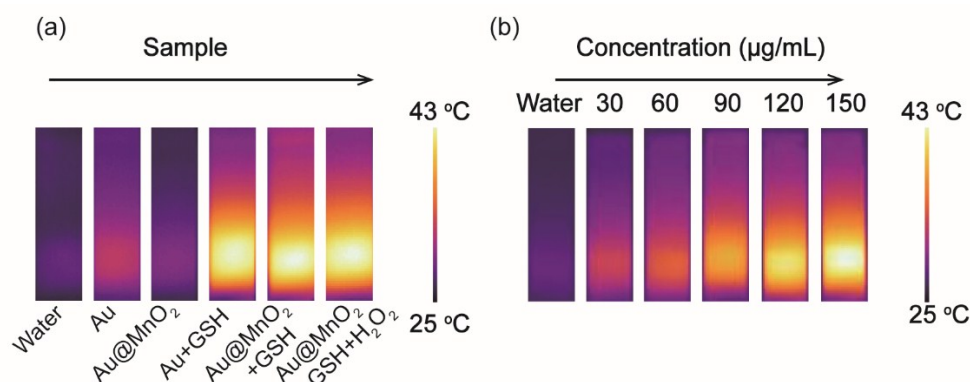 (a)
Sample
43 °C
25 °C
Water
Au
Au@MnO₂
Au+GSH
Au@MnO₂
+GSH
Au@MnO₂
GSH+H₂O₂
(b)
Concentration (µg/mL)
Water 30 60 90 120 150
43 °C
25 °C